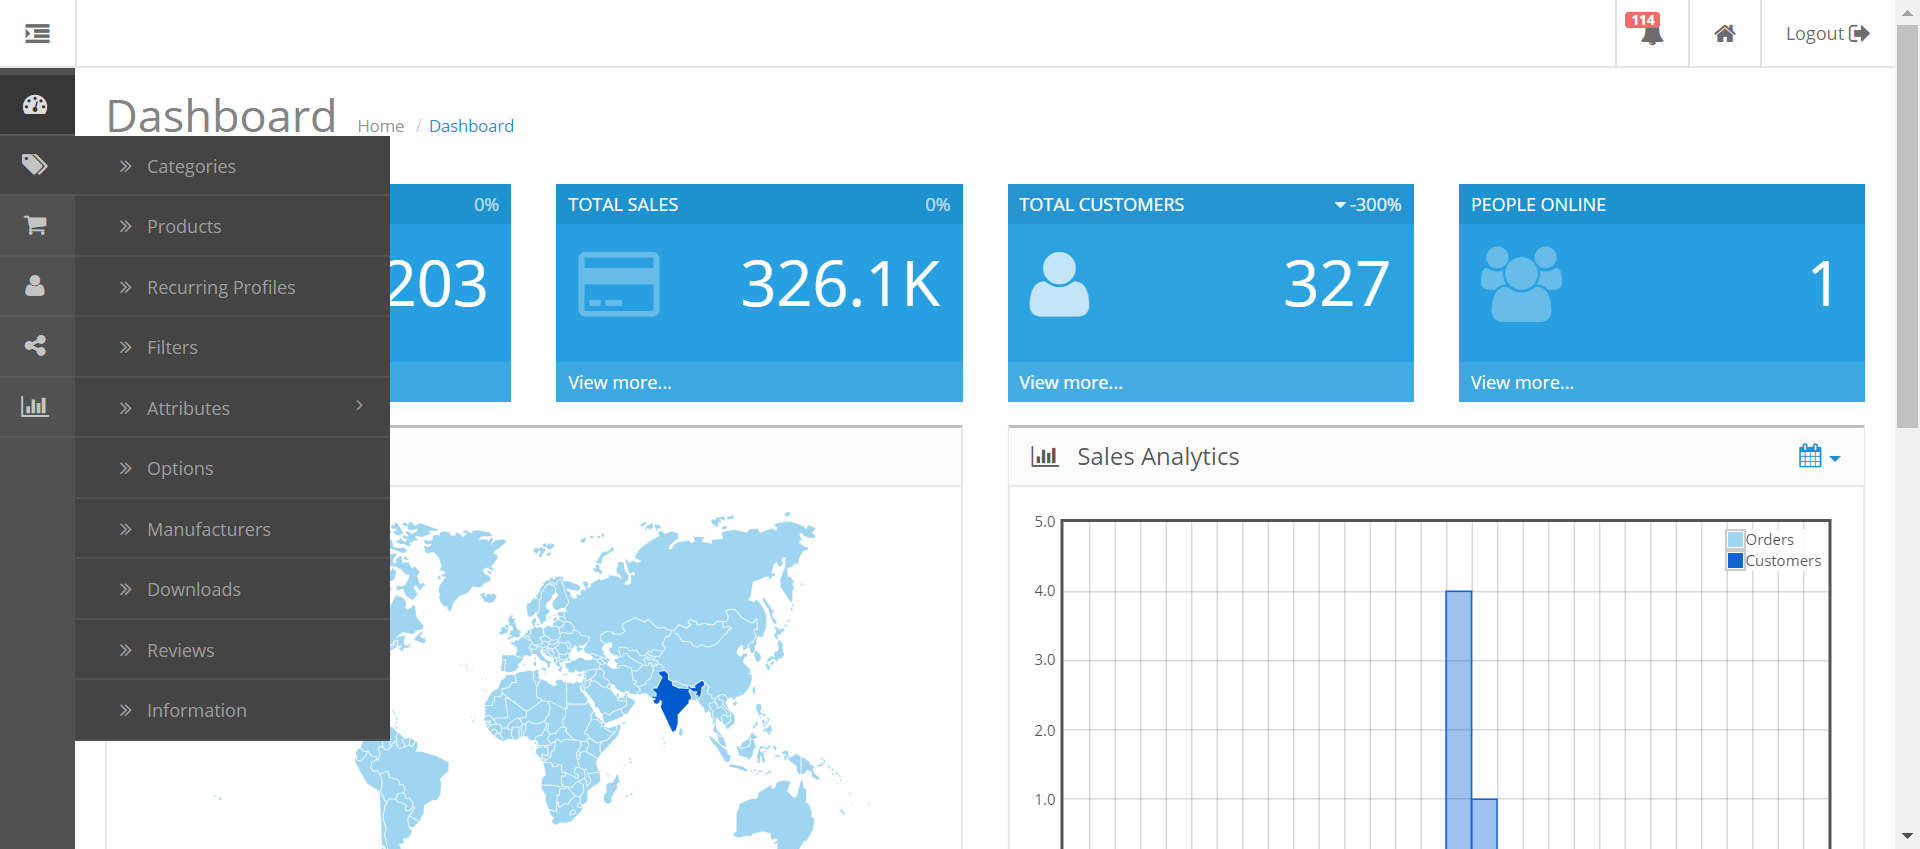 114
Logout
Dashboard
Home / Dashboard
Categories
Products
Recurring Profiles
Filters
Attributes
Options
Manufacturers
Downloads
Reviews
Information
0%
203
TOTAL SALES 0%
326.1K
View more...
TOTAL CUSTOMERS -300%
327
View more...
PEOPLE ONLINE
1
View more...
Sales Analytics
5.0
4.0
3.0
2.0
1.0
Orders
Customers